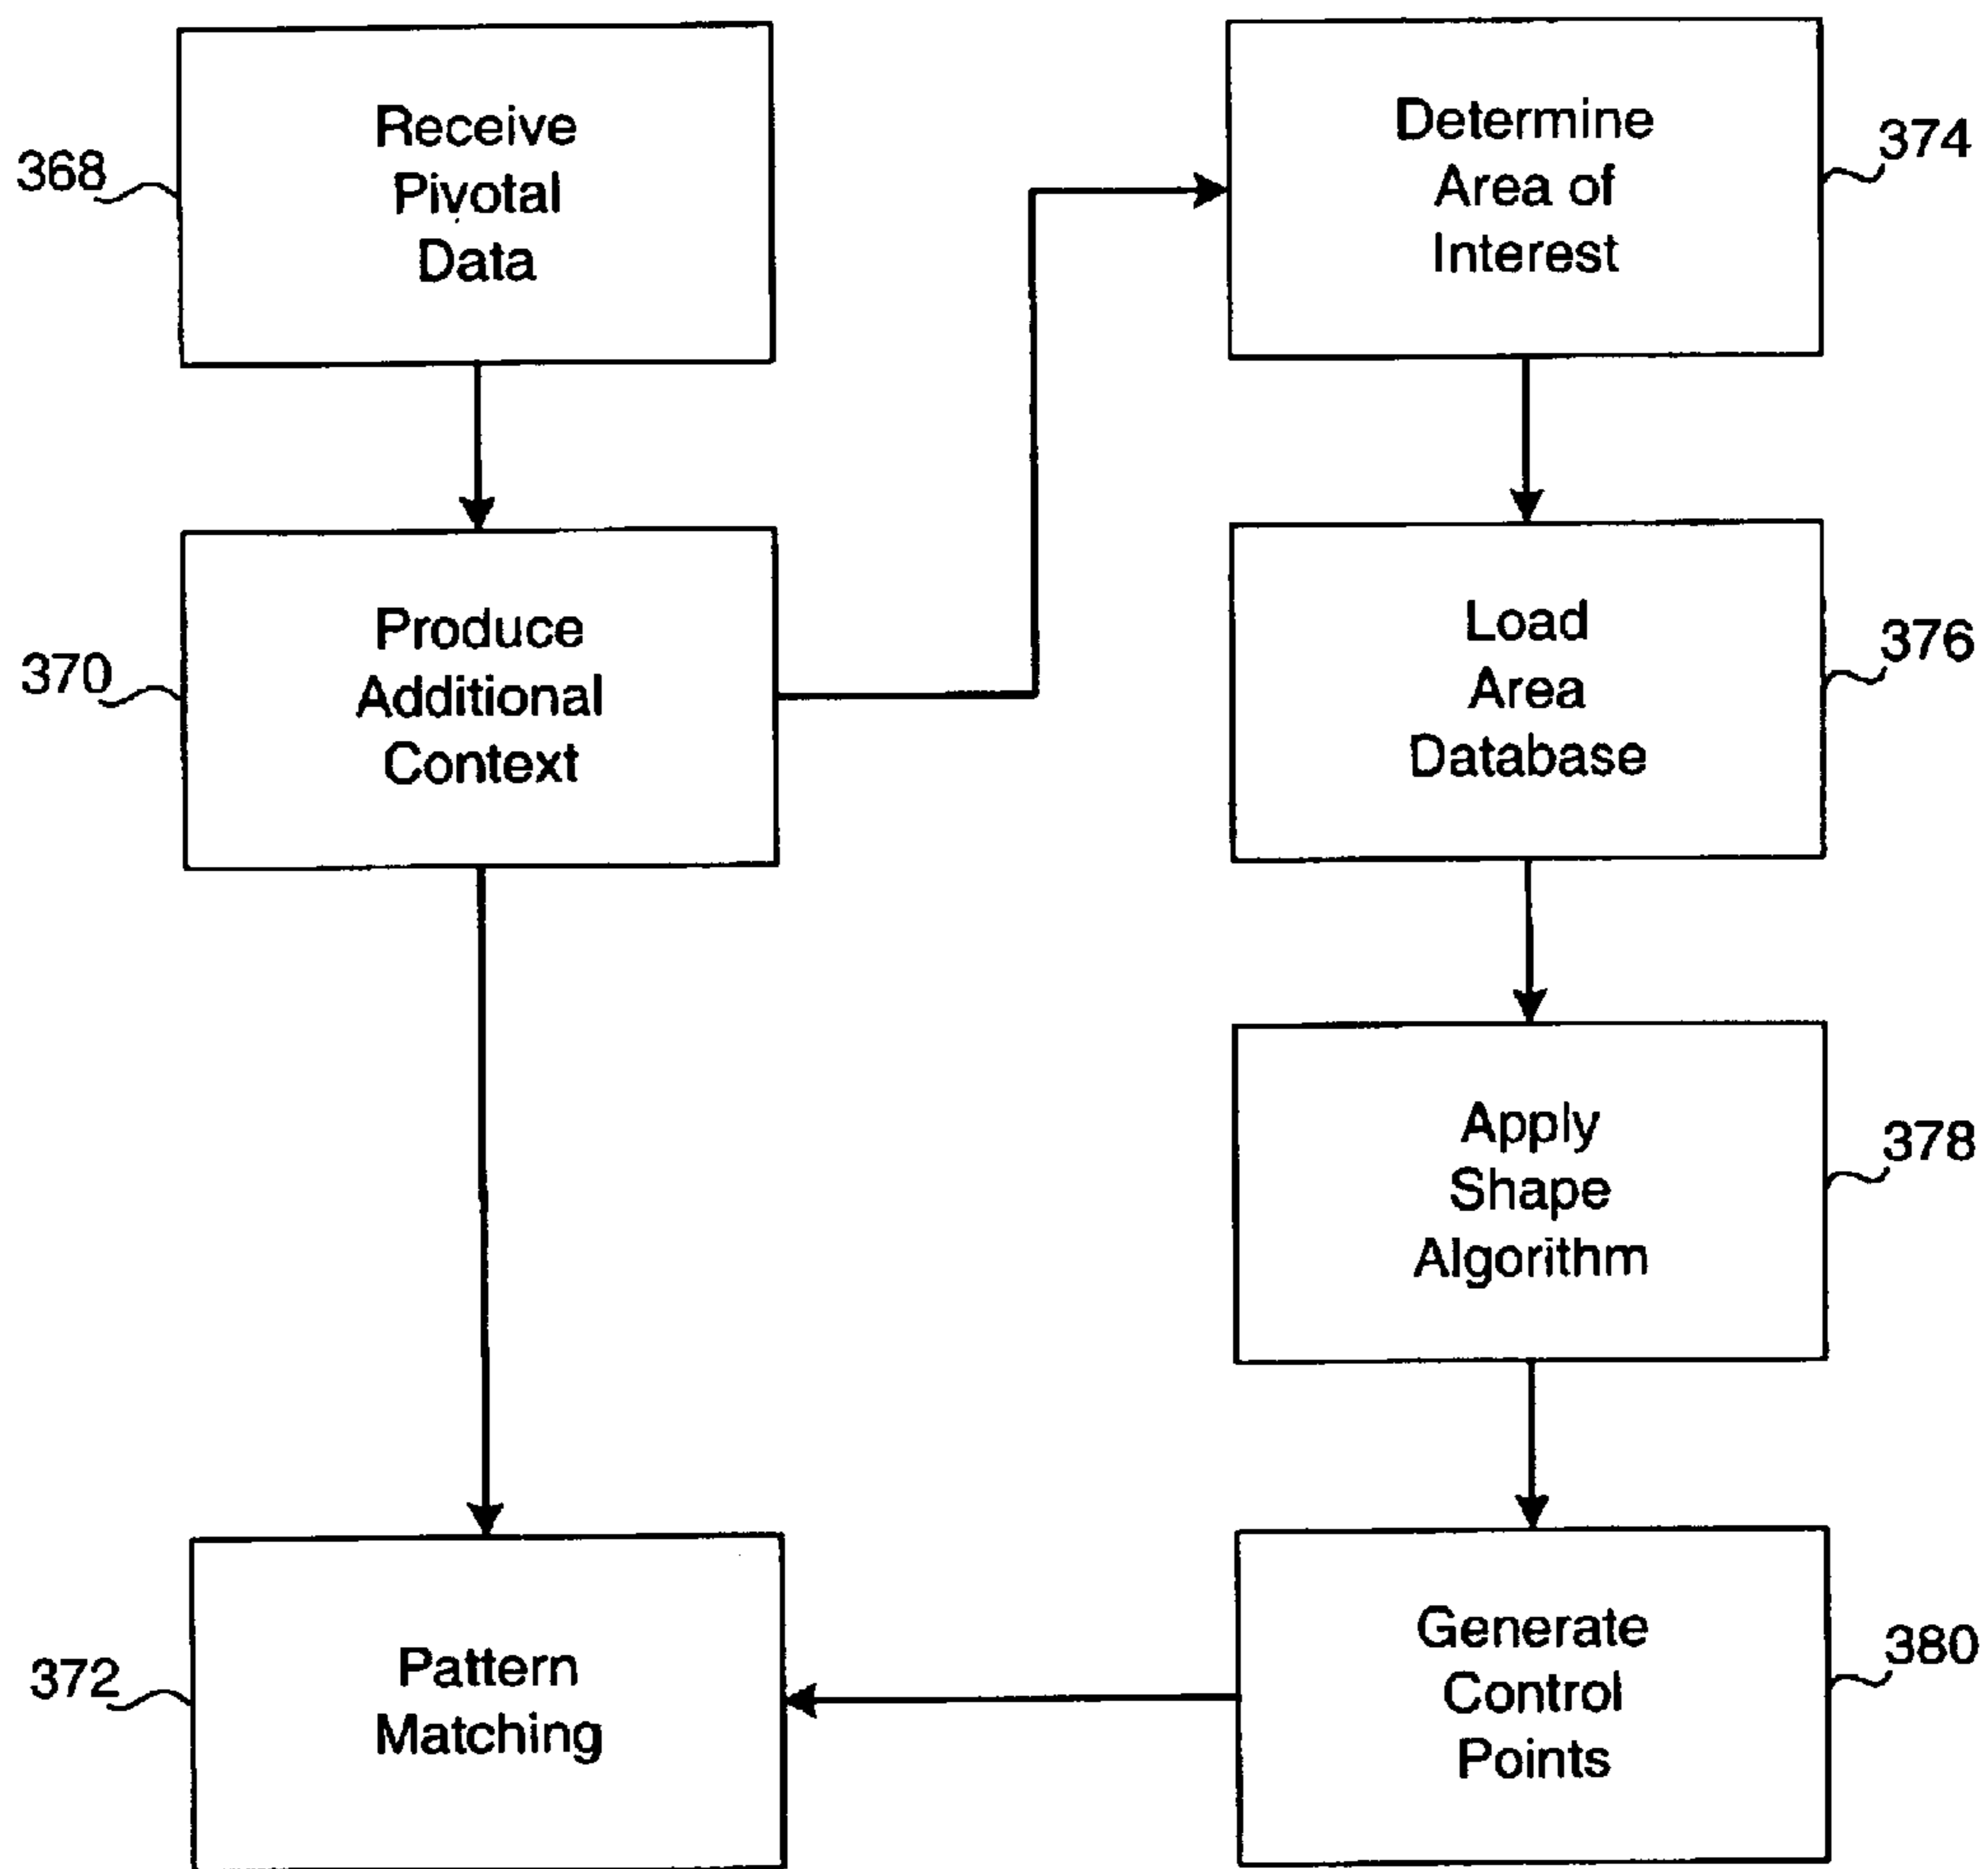 368
Receive
Pivotal
Data
370
Produce
Additional
Context
372
Pattern
Matching
374
Determine
Area of
Interest
376
Load
Area
Database
378
Apply
Shape
Algorithm
380
Generate
Control
Points